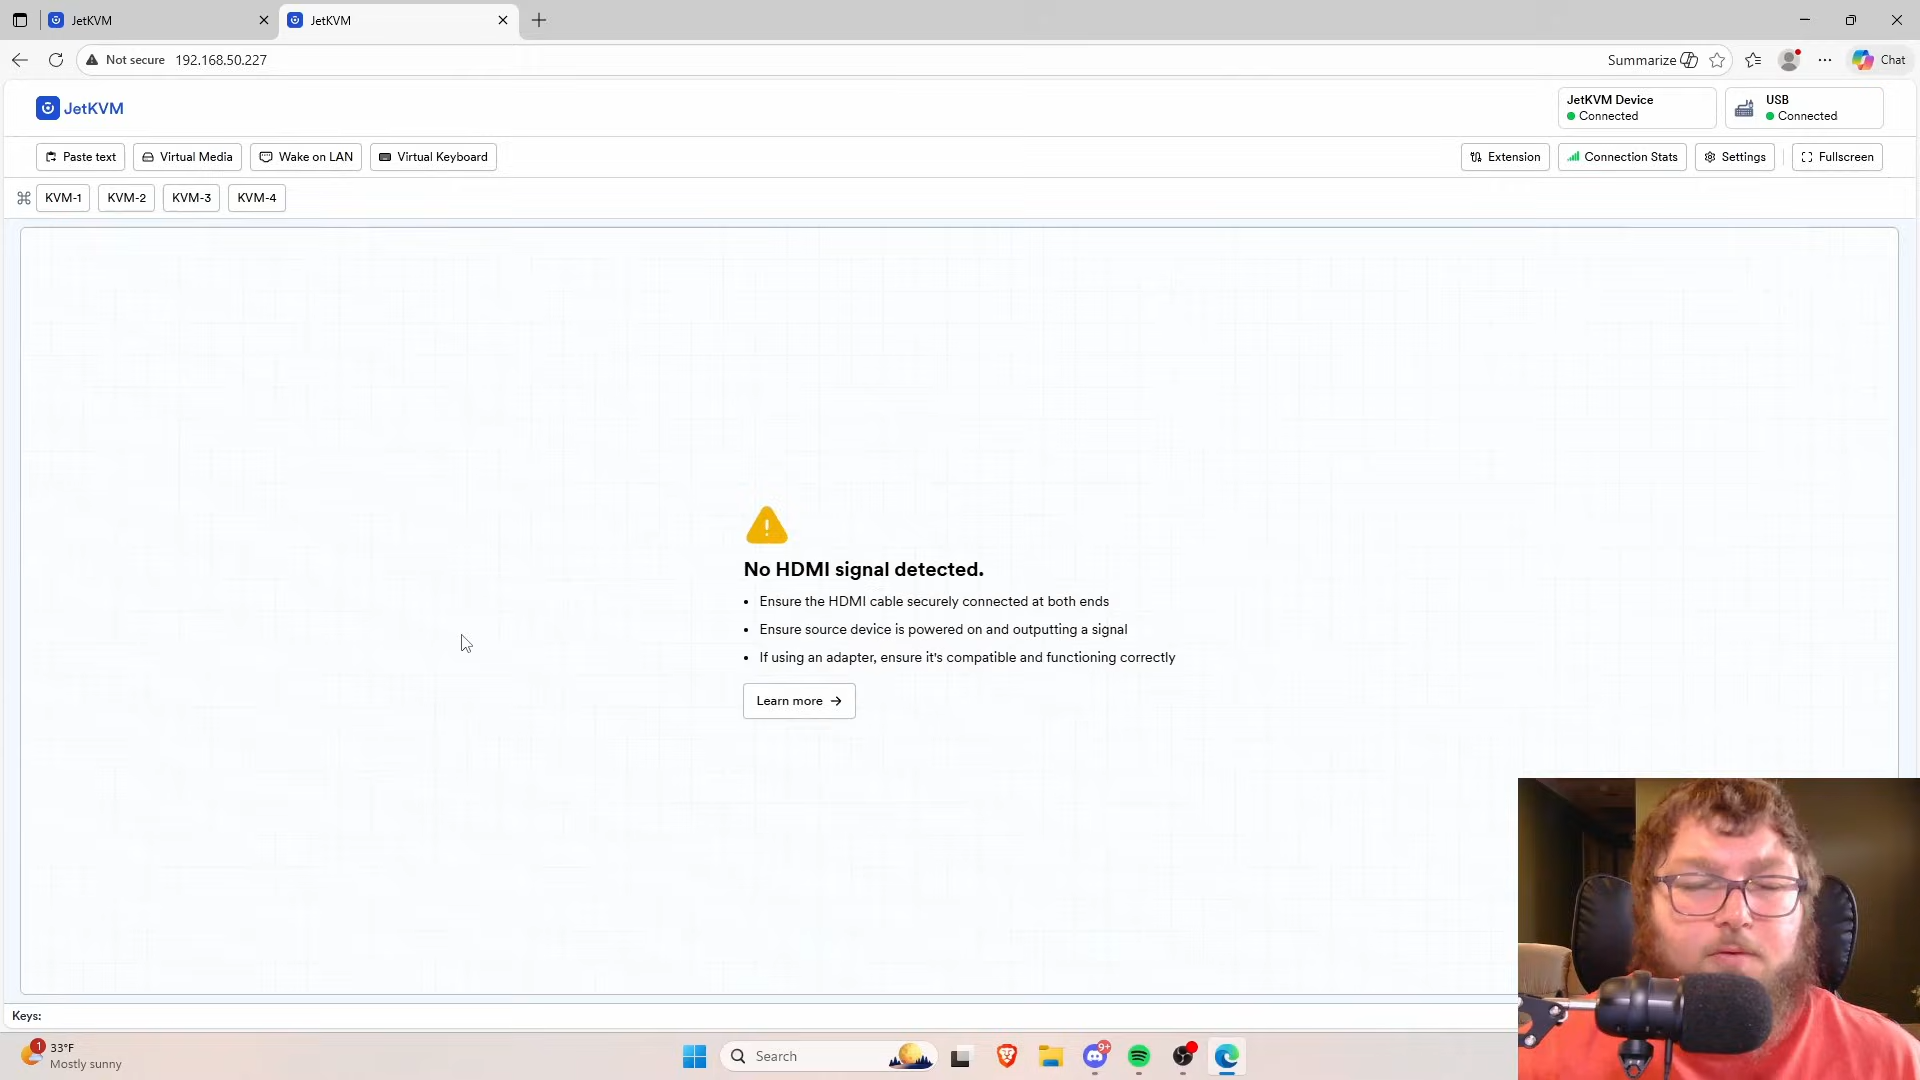 JetKVM
JetKVM
Not secure
192.168.50.227
Summarize
Chat
JetKVM
JetKVM Device
Connected
USB
Connected
Paste text
Virtual Media
Wake on LAN
Virtual Keyboard
Extension
Connection Stats
Settings
Fullscreen
KVM-1
KVM-2
KVM-3
KVM-4
No HDMI signal detected.
• Ensure the HDMI cable securely connected at both ends
• Ensure source device is powered on and outputting a signal
• If using an adapter, ensure it's compatible and functioning correctly
Learn more →
Keys:
1
33°F
Mostly sunny
Search
9+